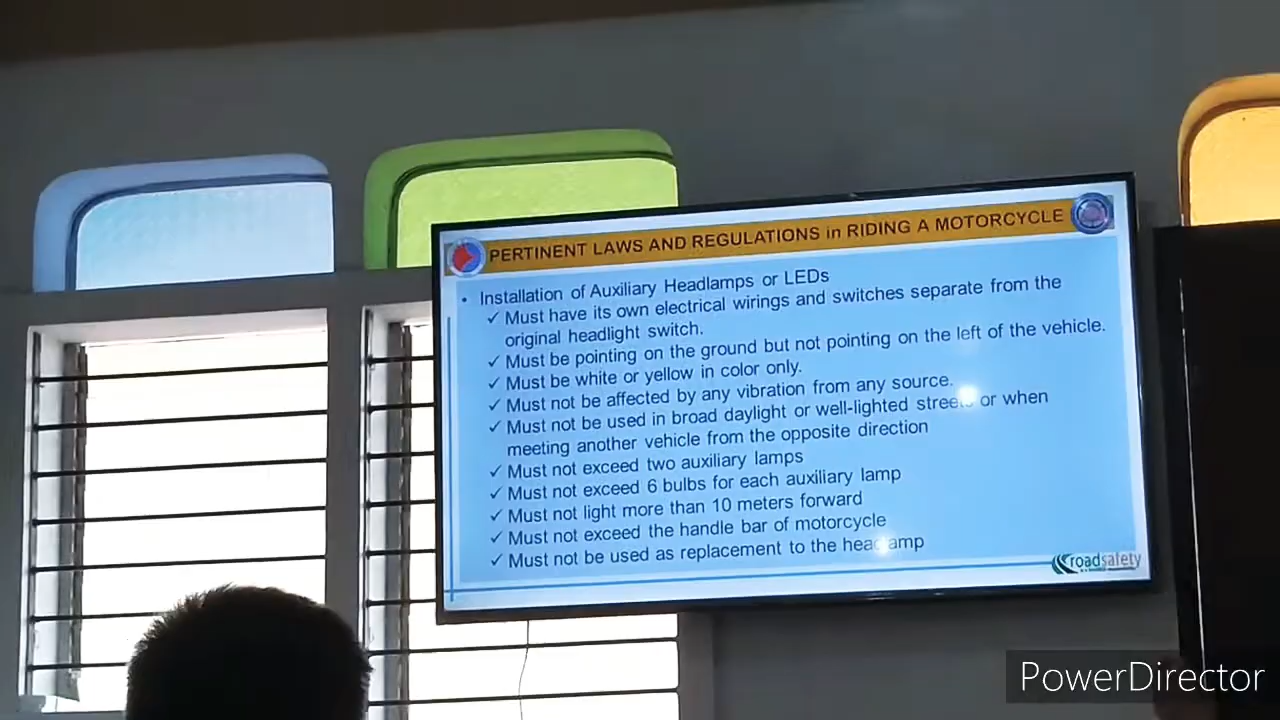 PERTINENT LAWS AND REGULATIONS in RIDING A MOTORCYCLE
• Installation of Auxiliary Headlamps or LEDs
✓ Must have its own electrical wirings and switches separate from the
original headlight switch.
✓ Must be pointing on the ground but not pointing on the left of the vehicle.
✓ Must be white or yellow in color only.
✓ Must not be affected by any vibration from any source.
✓ Must not be used in broad daylight or well-lighted streets or when
meeting another vehicle from the opposite direction
✓ Must not exceed two auxiliary lamps
✓ Must not exceed 6 bulbs for each auxiliary lamp
✓ Must not light more than 10 meters forward
✓ Must not exceed the handle bar of motorcycle
✓ Must not be used as replacement to the headlamp
roadsafety
PowerDirector